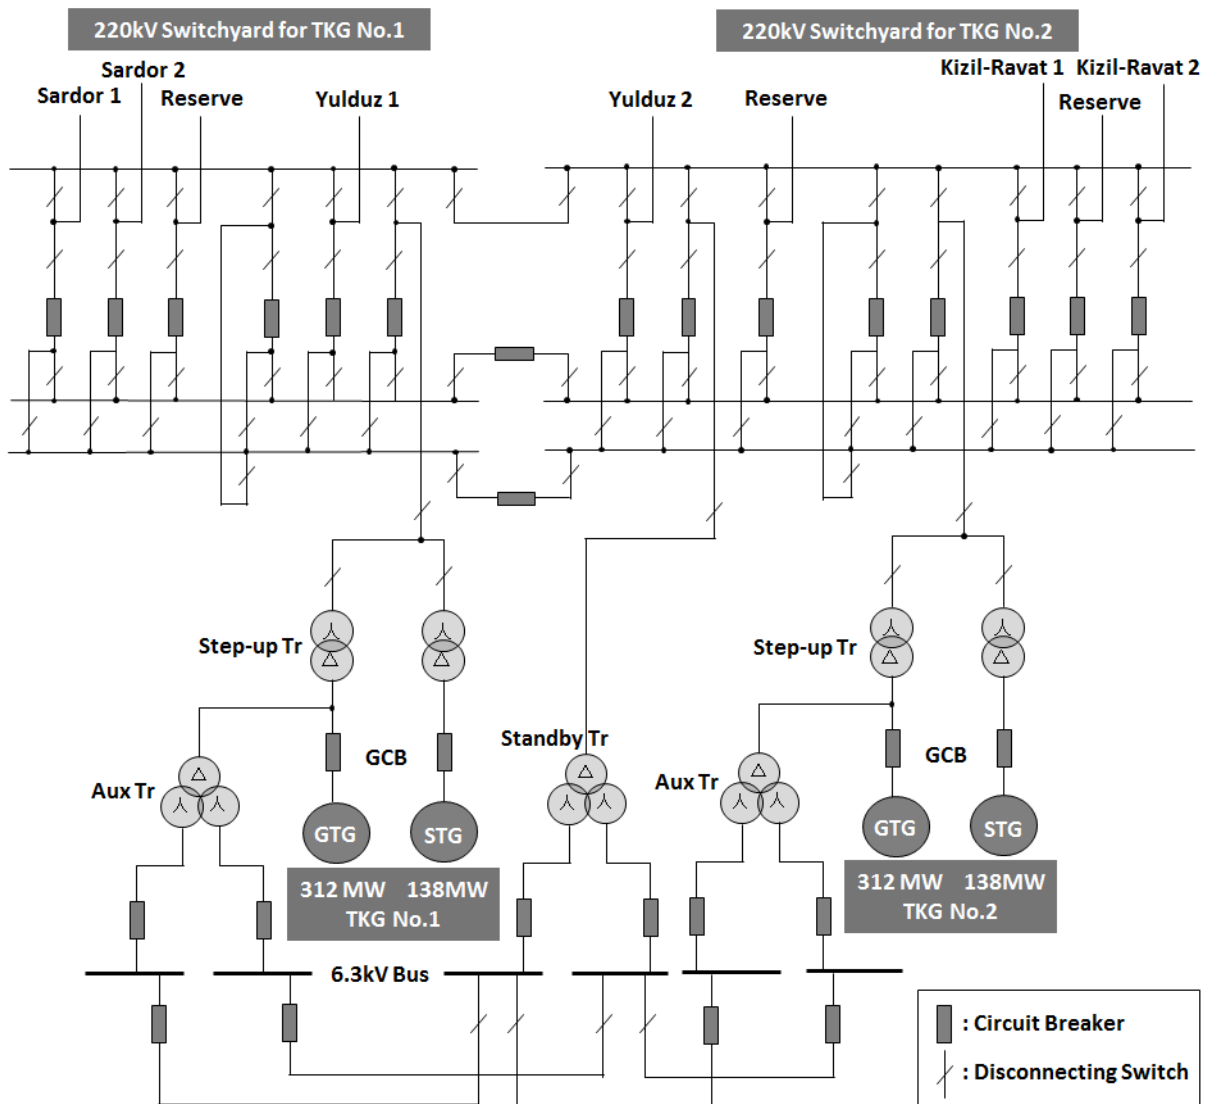 220kV Switchyard for TKG No.1
220kV Switchyard for TKG No.2
Sardor 2
Sardor 1
Reserve
Yulduz 1
Yulduz 2
Reserve
Kizil-Ravat 1
Kizil-Ravat 2
Reserve
Step-up Tr
Step-up Tr
Standby Tr
GCB
GCB
Aux Tr
Aux Tr
GTG
STG
GTG
STG
312 MW 138MW
TKG No.1
312 MW 138MW
TKG No.2
6.3kV Bus
: Circuit Breaker
: Disconnecting Switch